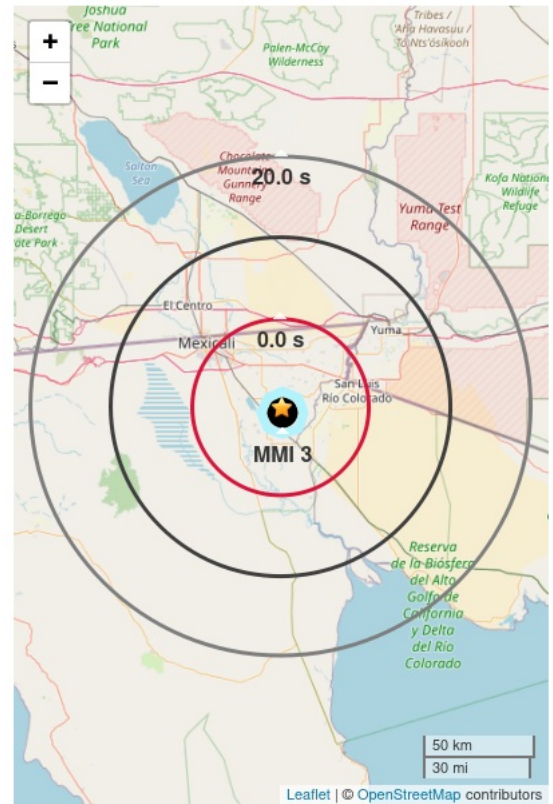 Joshua
Tree National
Park
Tribes /
'Aha Havasuu /
To Nts'ósikooh
Palen-McCoy
Wilderness
+
−
Salton
Sea
Chocolate
Mountain
Gunnery
Range
20.0 s
Kofa National
Wildlife
Refuge
a-Borrego
Desert
ate Park
Yuma Test
Range
El Centro
Mexicali
Yuma
0.0 s
San Luis
Río Colorado
MMI 3
Reserva
de la Biósfera
del Alto
Golfo de
California
y Delta
del Río
Colorado
50 km
30 mi
Leaflet | © OpenStreetMap contributors